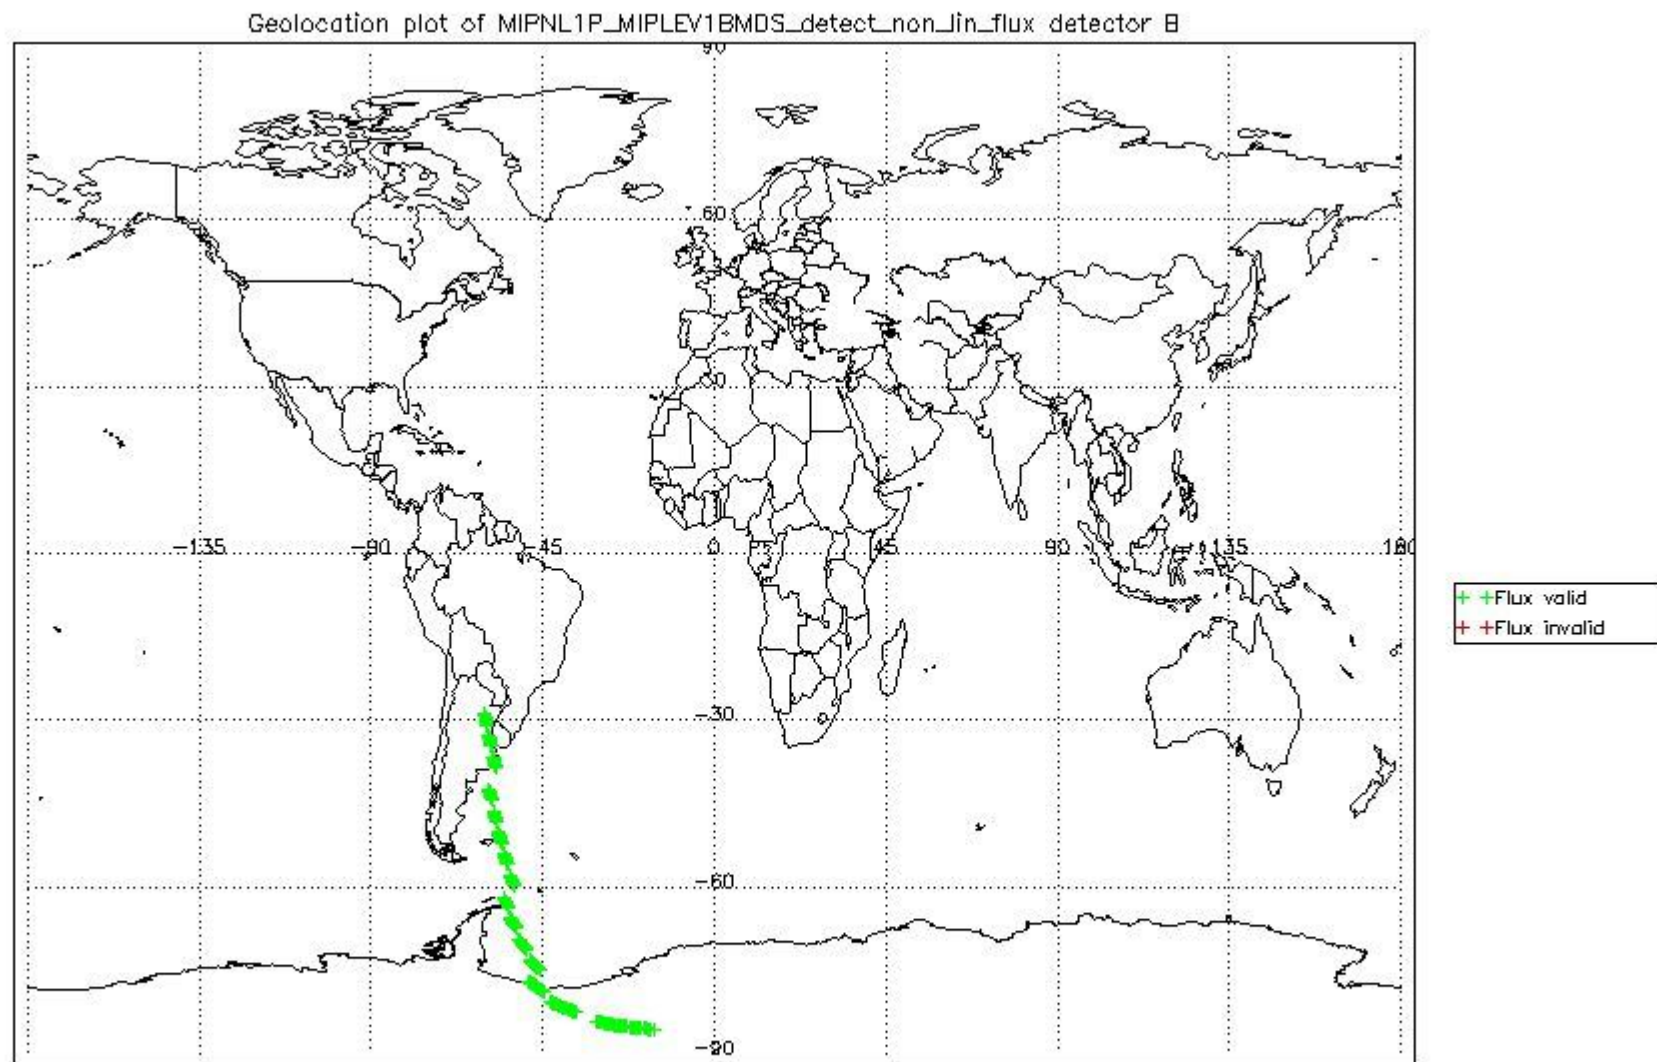 Geolocation plot of MIPNL1P_MIPLEV1BMDS_detect_non_lin_flux detector B
90
60
30
-135 -90 -45 0 45 90 135 180
-30
-60
-90
+ +Flux valid
+ +Flux invalid